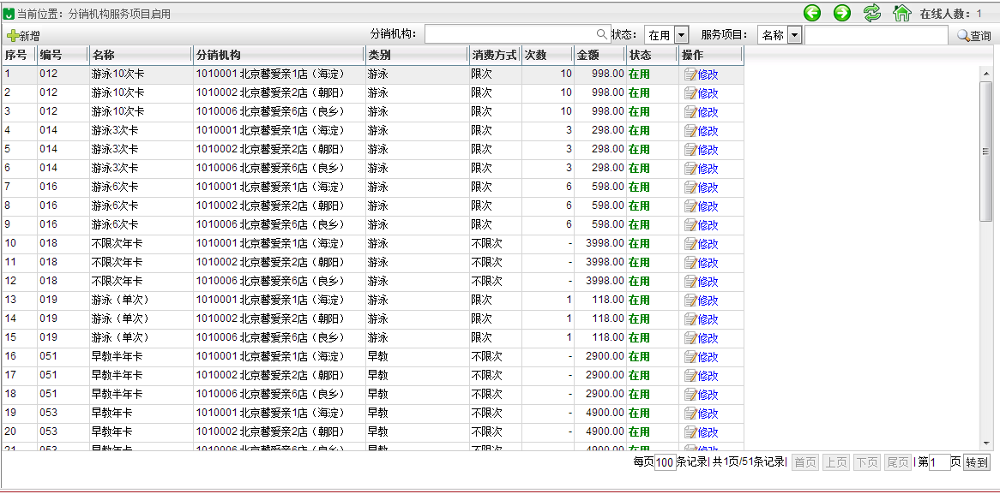 当前位置：分销机构服务项目启用 在线人数：1
新增 分销机构： 状态： 在用 服务项目： 名称 查询
序号 编号 名称 分销机构 类别 消费方式 次数 金额 状态 操作
1 012 游泳10次卡 1010001 北京馨爱亲1店（海淀） 游泳 限次 10 998.00 在用 修改
2 012 游泳10次卡 1010002 北京馨爱亲2店（朝阳） 游泳 限次 10 998.00 在用 修改
3 012 游泳10次卡 1010006 北京馨爱亲6店（良乡） 游泳 限次 10 998.00 在用 修改
4 014 游泳3次卡 1010001 北京馨爱亲1店（海淀） 游泳 限次 3 298.00 在用 修改
5 014 游泳3次卡 1010002 北京馨爱亲2店（朝阳） 游泳 限次 3 298.00 在用 修改
6 014 游泳3次卡 1010006 北京馨爱亲6店（良乡） 游泳 限次 3 298.00 在用 修改
7 016 游泳6次卡 1010001 北京馨爱亲1店（海淀） 游泳 限次 6 598.00 在用 修改
8 016 游泳6次卡 1010002 北京馨爱亲2店（朝阳） 游泳 限次 6 598.00 在用 修改
9 016 游泳6次卡 1010006 北京馨爱亲6店（良乡） 游泳 限次 6 598.00 在用 修改
10 018 不限次年卡 1010001 北京馨爱亲1店（海淀） 游泳 不限次 - 3998.00 在用 修改
11 018 不限次年卡 1010002 北京馨爱亲2店（朝阳） 游泳 不限次 - 3998.00 在用 修改
12 018 不限次年卡 1010006 北京馨爱亲6店（良乡） 游泳 不限次 - 3998.00 在用 修改
13 019 游泳（单次） 1010001 北京馨爱亲1店（海淀） 游泳 限次 1 118.00 在用 修改
14 019 游泳（单次） 1010002 北京馨爱亲2店（朝阳） 游泳 限次 1 118.00 在用 修改
15 019 游泳（单次） 1010006 北京馨爱亲6店（良乡） 游泳 限次 1 118.00 在用 修改
16 051 早教半年卡 1010001 北京馨爱亲1店（海淀） 早教 不限次 - 2900.00 在用 修改
17 051 早教半年卡 1010002 北京馨爱亲2店（朝阳） 早教 不限次 - 2900.00 在用 修改
18 051 早教半年卡 1010006 北京馨爱亲6店（良乡） 早教 不限次 - 2900.00 在用 修改
19 053 早教年卡 1010001 北京馨爱亲1店（海淀） 早教 不限次 - 4900.00 在用 修改
20 053 早教年卡 1010002 北京馨爱亲2店（朝阳） 早教 不限次 - 4900.00 在用 修改
21 053 早教年卡 1010006 北京馨爱亲6店（良乡） 早教 不限次 - 4900.00 在用 修改
每页 100 条记录| 共1页/51条记录| 首页 上页 下页 尾页 | 第 1 页 转到